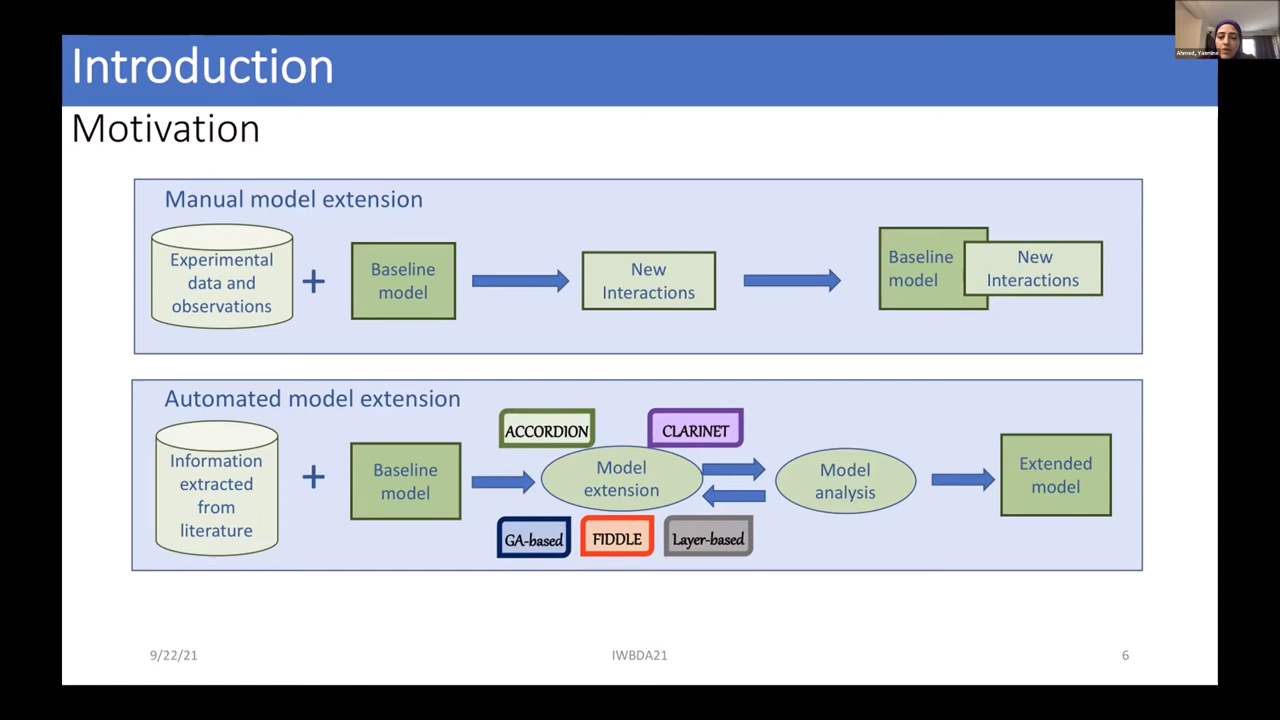 Introduction
Motivation
Manual model extension
Experimental
data and
observations
+
Baseline
model
New
Interactions
Baseline
model
New
Interactions
Automated model extension
Information
extracted
from
literature
+
Baseline
model
ACCORDION
CLARINET
Model
extension
GA-based
FIDDLE
Layer-based
Model
analysis
Extended
model
9/22/21
IWBDA21
6
Ahmed, Yasmine